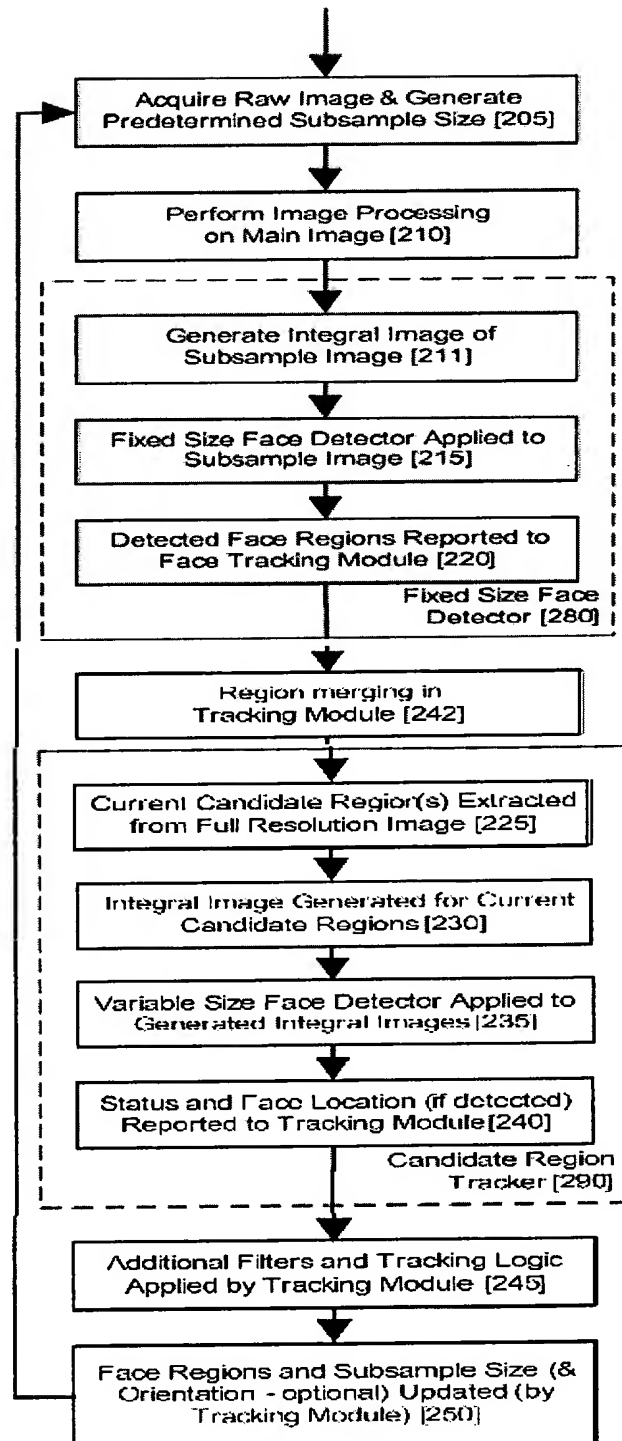 Acquire Raw Image & Generate
Predetermined Subsample Size [205]
Perform Image Processing
on Main Image [210]
Generate Integral Image of
Subsample Image [211]
Fixed Size Face Detector Applied to
Subsample Image [215]
Detected Face Regions Reported to
Face Tracking Module [220]
Fixed Size Face
Detector [280]
Region merging in
Tracking Module [242]
Current Candidate Region(s) Extracted
from Full Resolution Image [225]
Integral Image Generated for Current
Candidate Regions [230]
Variable Size Face Detector Applied to
Generated Integral Images [235]
Status and Face Location (if detected)
Reported to Tracking Module [240]
Candidate Region
Tracker [290]
Additional Filters and Tracking Logic
Applied by Tracking Module [245]
Face Regions and Subsample Size (&
Orientation - optional) Updated (by
Tracking Module) [250]